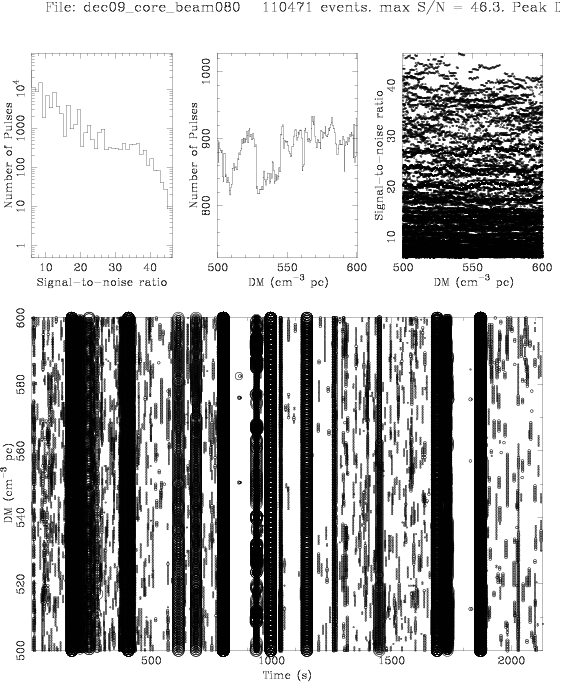 File: dec09_core_beam080 110471 events. max S/N = 46.3. Peak D
Number of Pulses
10⁴
1000
100
10
1
10 20 30 40
Signal-to-noise ratio
Number of Pulses
1000
900
800
500 550 600
DM (cm⁻³ pc)
Signal-to-noise ratio
40
30
20
10
500 550 600
DM (cm⁻³ pc)
DM (cm⁻³ pc)
600
580
560
540
520
500
500 1000 1500 2000
Time (s)